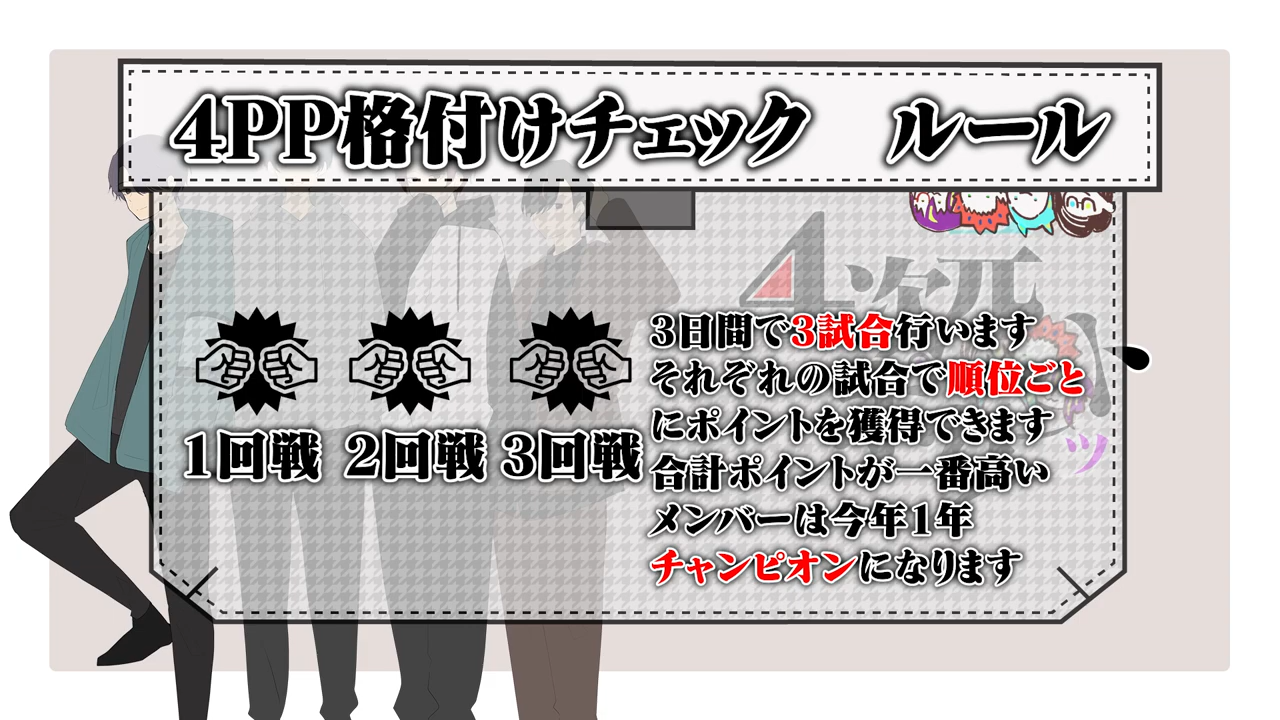 4PP格付けチェック　ルール
4次元
ツ
1回戦
2回戦
3回戦
3日間で3試合行います
それぞれの試合で順位ごと
にポイントを獲得できます
合計ポイントが一番高い
メンバーは今年1年
チャンピオンになります